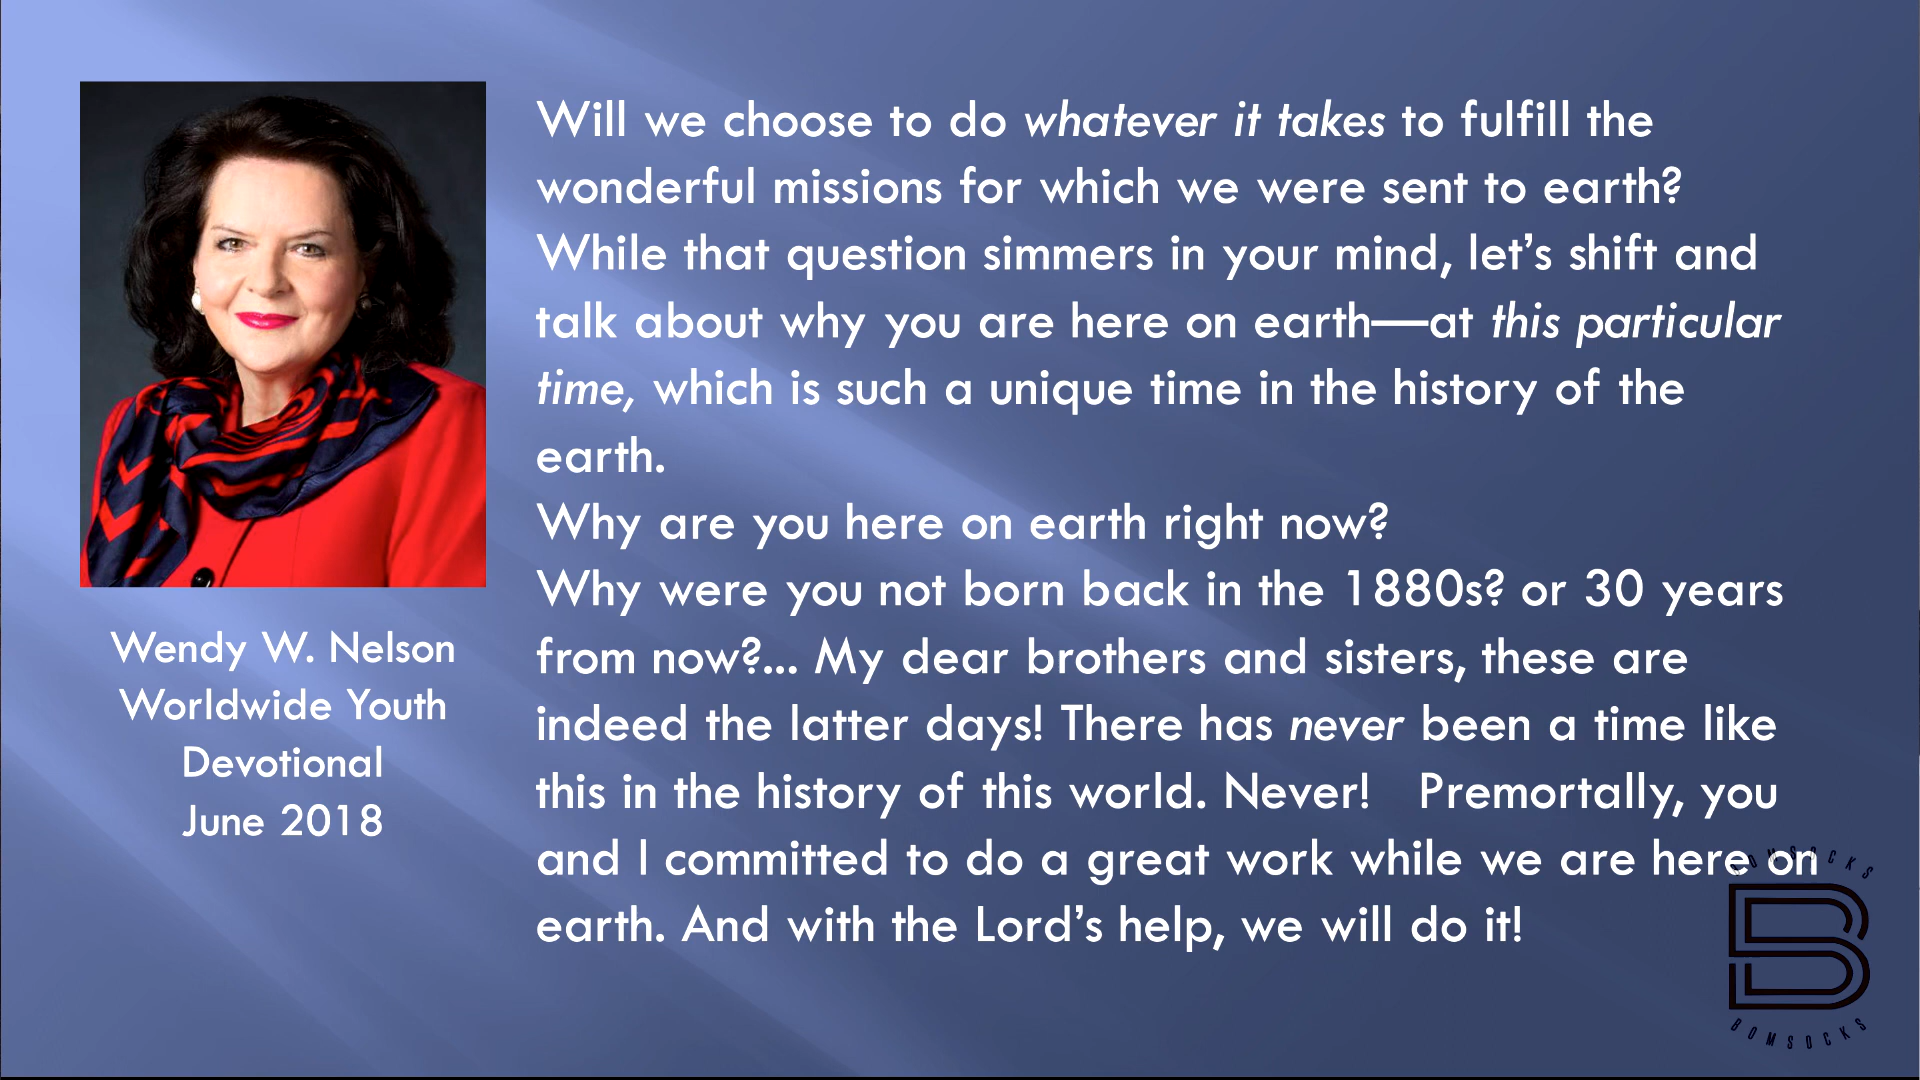 Will we choose to do whatever it takes to fulfill the
wonderful missions for which we were sent to earth?
While that question simmers in your mind, let’s shift and
talk about why you are here on earth—at this particular
time, which is such a unique time in the history of the
earth.
Why are you here on earth right now?
Why were you not born back in the 1880s? or 30 years
from now?... My dear brothers and sisters, these are
indeed the latter days! There has never been a time like
this in the history of this world. Never! Premortally, you
and I committed to do a great work while we are here on
earth. And with the Lord’s help, we will do it!
Wendy W. Nelson
Worldwide Youth
Devotional
June 2018
BOMSOCKS
B
BOMSOCKS